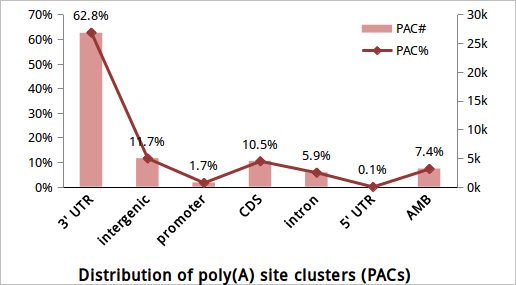 70%
60%
50%
40%
30%
20%
10%
0%
62.8%
11.7%
1.7%
10.5%
5.9%
0.1%
7.4%
PAC#
PAC%
30k
25k
20k
15k
10k
5k
0k
3' UTR
intergenic
promoter
CDS
intron
5' UTR
AMB
Distribution of poly(A) site clusters (PACs)